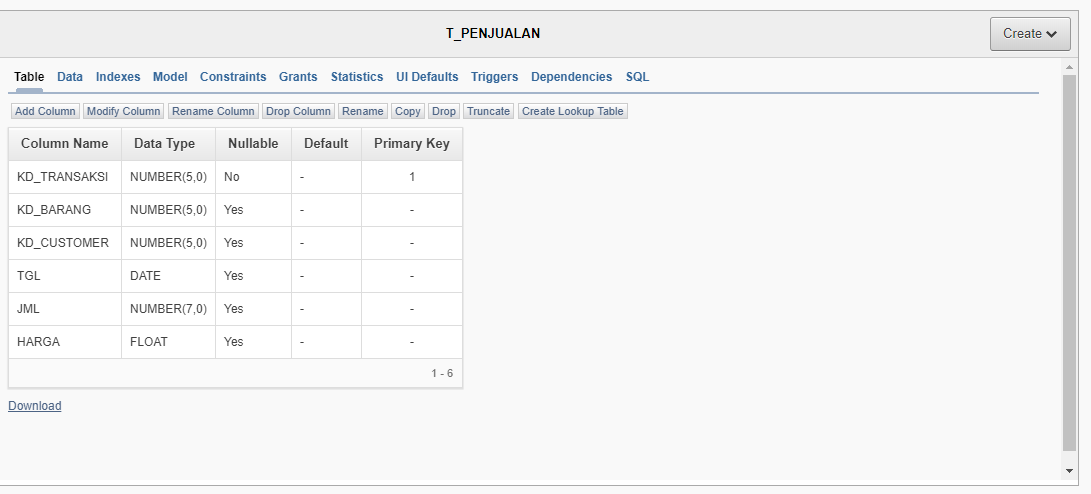 T_PENJUALAN
Create
Table Data Indexes Model Constraints Grants Statistics UI Defaults Triggers Dependencies SQL
Add Column Modify Column Rename Column Drop Column Rename Copy Drop Truncate Create Lookup Table
Column Name Data Type Nullable Default Primary Key
KD_TRANSAKSI NUMBER(5,0) No - 1
KD_BARANG NUMBER(5,0) Yes - -
KD_CUSTOMER NUMBER(5,0) Yes - -
TGL DATE Yes - -
JML NUMBER(7,0) Yes - -
HARGA FLOAT Yes - -
1 - 6
Download